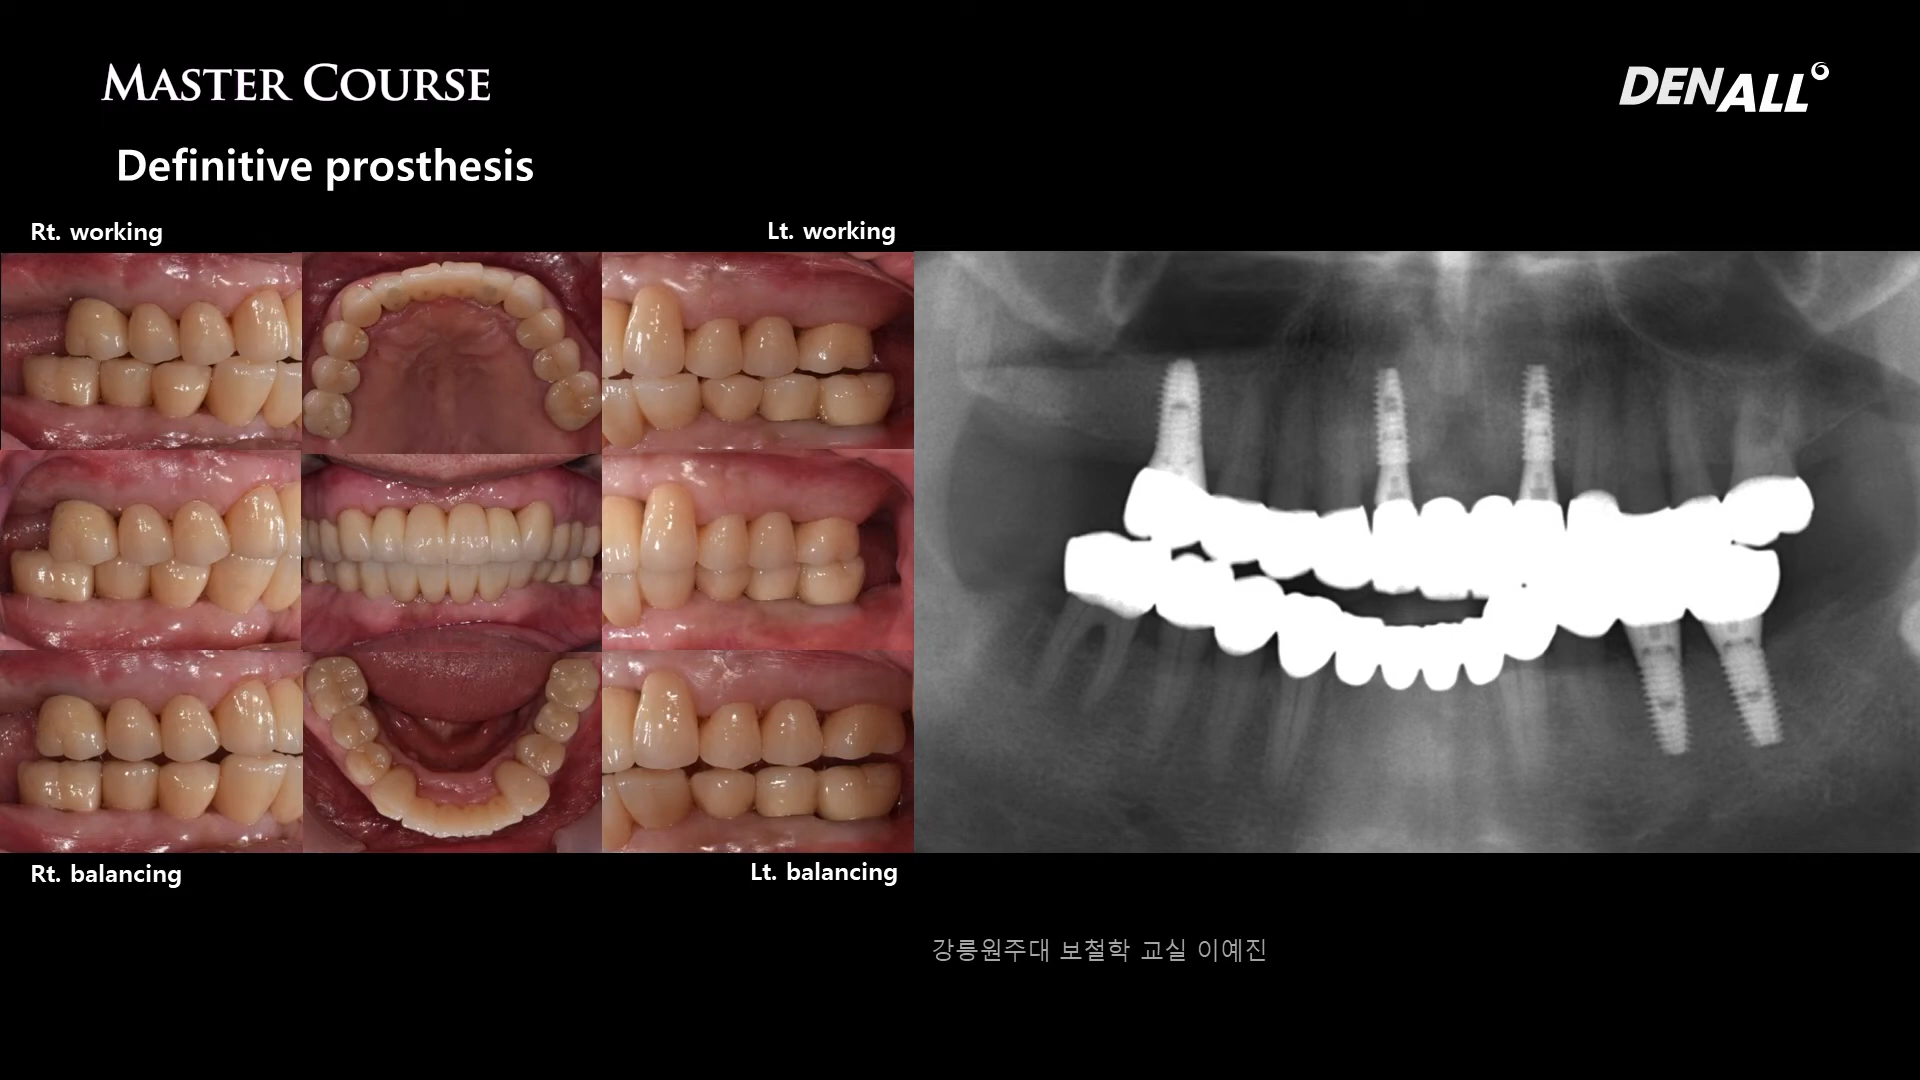 MASTER COURSE
DENALL
Definitive prosthesis
Rt. working
Lt. working
Rt. balancing
Lt. balancing
강릉원주대 보철학 교실 이예진